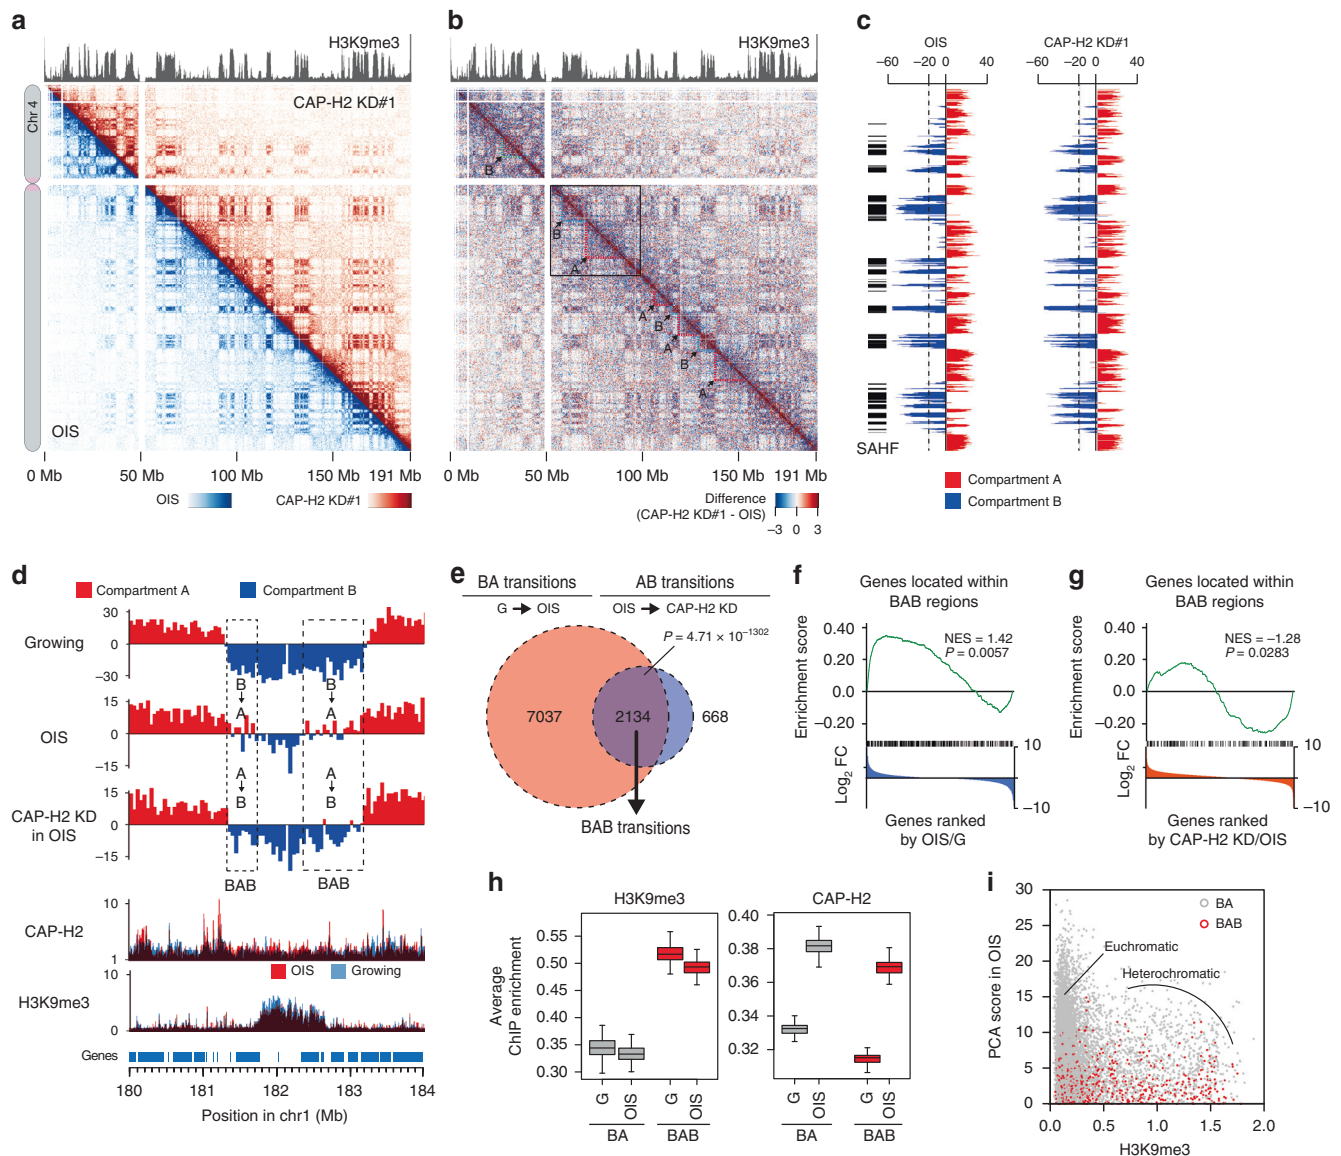 a
H3K9me3
CAP-H2 KD#1
Chr 4
OIS
0 Mb 50 Mb 100 Mb 150 Mb 191 Mb
OIS CAP-H2 KD#1
b
H3K9me3
B
B
A
A
B
A
B
A
0 Mb 50 Mb 100 Mb 150 Mb 191 Mb
Difference
(CAP-H2 KD#1 - OIS)
−3 0 3
c
OIS CAP-H2 KD#1
−60 −20 0 40 −60 −20 0 40
SAHF
Compartment A
Compartment B
d
Compartment A Compartment B
Growing
30
0
−30
B B
A A
OIS
15
0
15
A A
B B
CAP-H2 KD
in OIS
15
0
−15
BAB BAB
CAP-H2
10
1
OIS Growing
H3K9me3
10
0
Genes
180 181 182 183 184
Position in chr1 (Mb)
e
BA transitions AB transitions
G → OIS OIS → CAP-H2 KD
P = 4.71 × 10−1302
7037 2134 668
BAB transitions
f
Genes located within
BAB regions
Enrichment score
0.40
0.20
0.0
−0.20
NES = 1.42
P = 0.0057
Log2 FC
10
−10
Genes ranked
by OIS/G
g
Genes located within
BAB regions
Enrichment score
0.40
0.20
0.0
−0.20
NES = −1.28
P = 0.0283
Log2 FC
10
−10
Genes ranked
by CAP-H2 KD/OIS
h
H3K9me3 CAP-H2
Average
ChIP enrichment
0.55
0.50
0.45
0.40
0.35
0.30
G OIS G OIS
BA BAB
0.40
0.38
0.36
0.34
0.32
G OIS G OIS
BA BAB
i
PCA score in OIS
30
25
20
15
10
5
0
BA
BAB
Euchromatic
Heterochromatic
0.0 0.5 1.0 1.5 2.0
H3K9me3